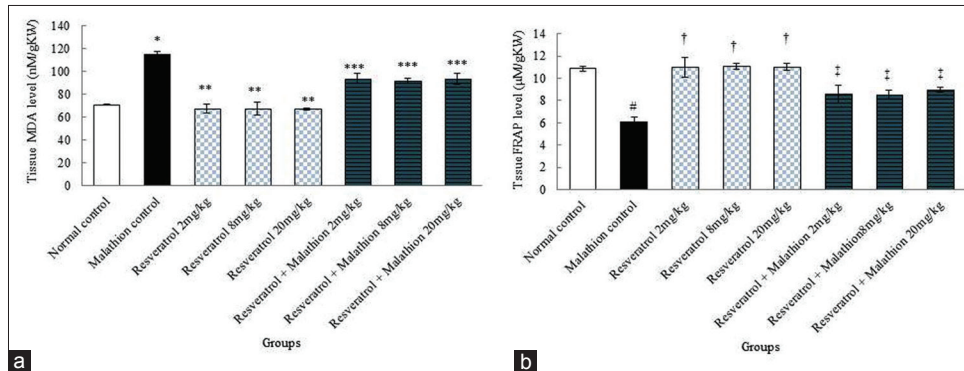 Tissue MDA level (nM/gKW)
140
120
100
80
60
40
20
0
*
**
**
**
***
***
***
Normal control
Malathion control
Resveratrol 2mg/kg
Resveratrol 8mg/kg
Resveratrol 20mg/kg
Resveratrol + Malathion 2mg/kg
Resveratrol + Malathion 8mg/kg
Resveratrol + Malathion 20mg/kg
Groups
a
Tssue FRAP level (µM/gKW)
14
12
10
8
6
4
2
0
#
†
†
†
‡
‡
‡
Normal control
Malathion control
Resveratrol 2mg/kg
Resveratrol 8mg/kg
Resveratrol 20mg/kg
Resveratrol + Malathion 2mg/kg
Resveratrol + Malathion8mg/kg
Resveratrol + Malathion 20mg/kg
Groups
b